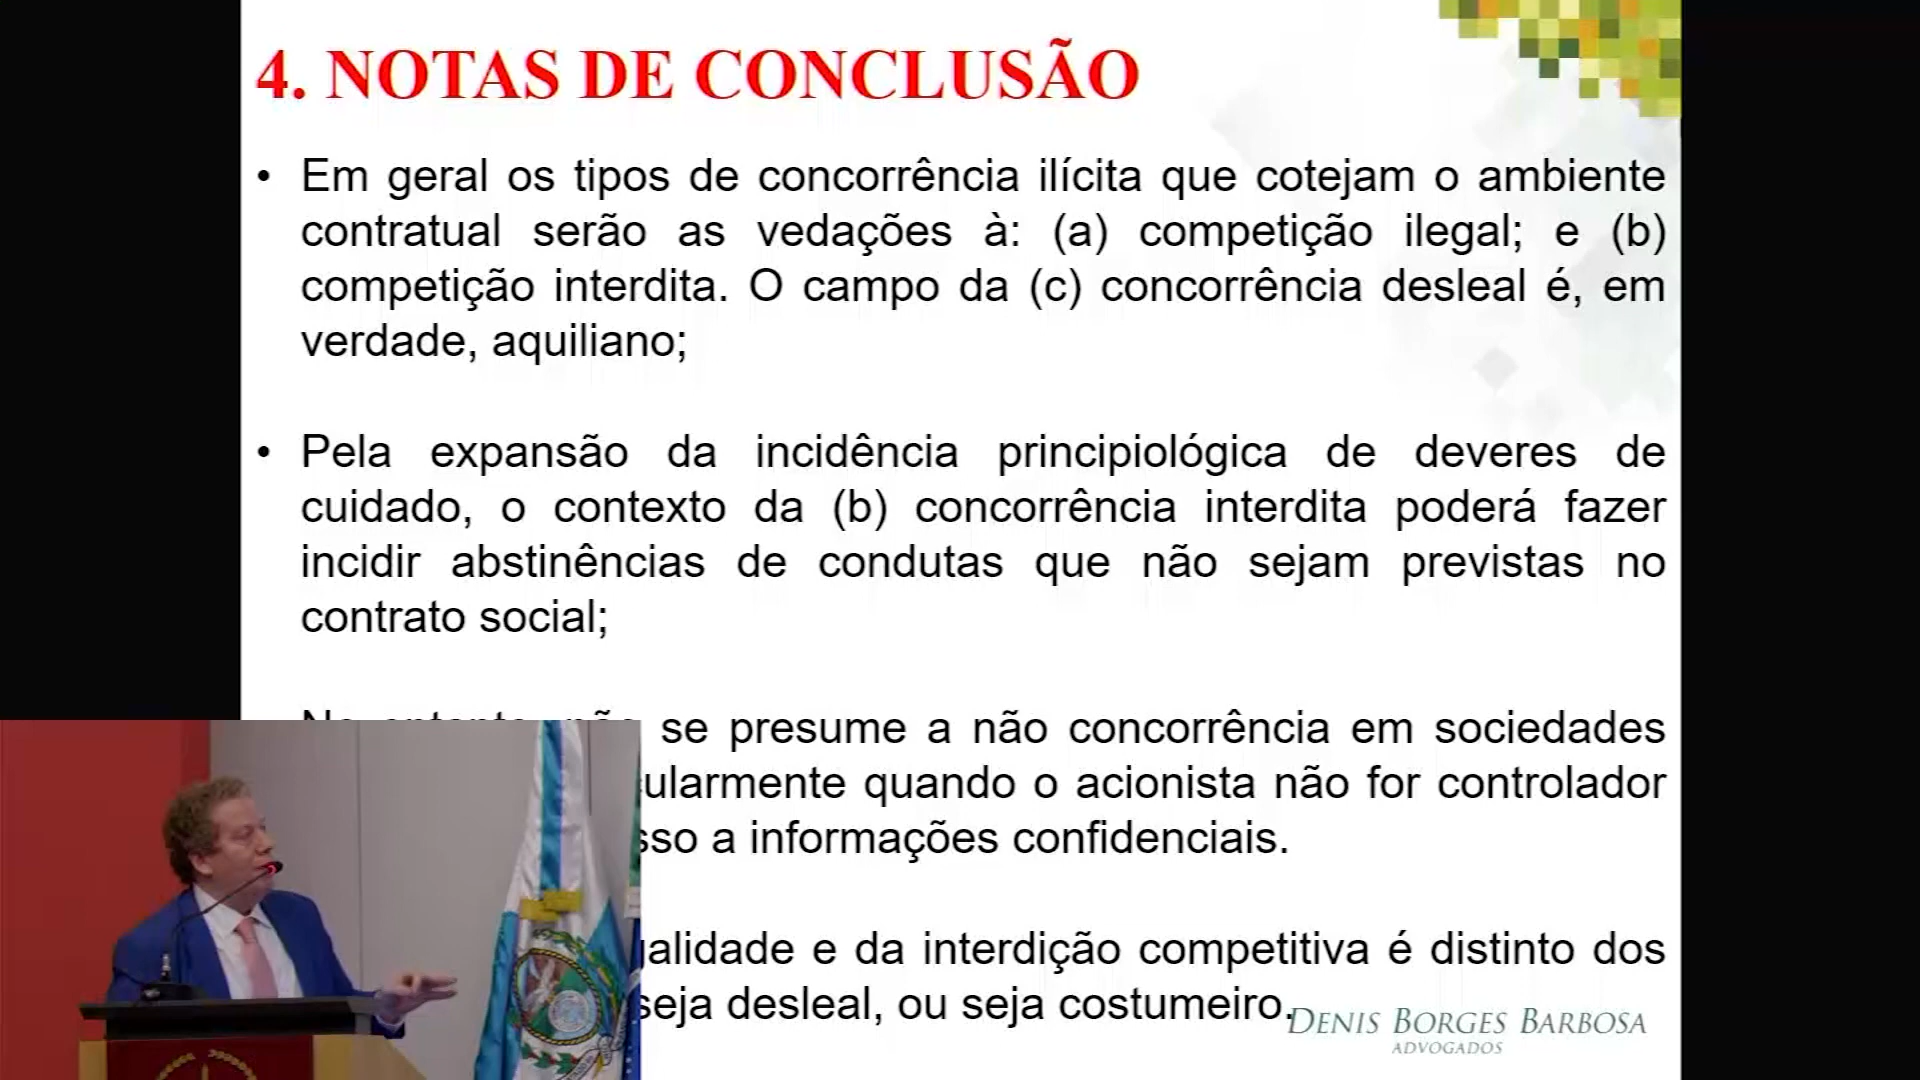 4. NOTAS DE CONCLUSÃO
• Em geral os tipos de concorrência ilícita que cotejam o ambiente
contratual serão as vedações à: (a) competição ilegal; e (b)
competição interdita. O campo da (c) concorrência desleal é, em
verdade, aquiliano;
• Pela expansão da incidência principiológica de deveres de
cuidado, o contexto da (b) concorrência interdita poderá fazer
incidir abstinências de condutas que não sejam previstas no
contrato social;
se presume a não concorrência em sociedades
quando o acionista não for controlador
a informações confidenciais.
e da interdição competitiva é distinto dos
seja desleal, ou seja costumeiro.
DENIS BORGES BARBOSA
ADVOGADOS